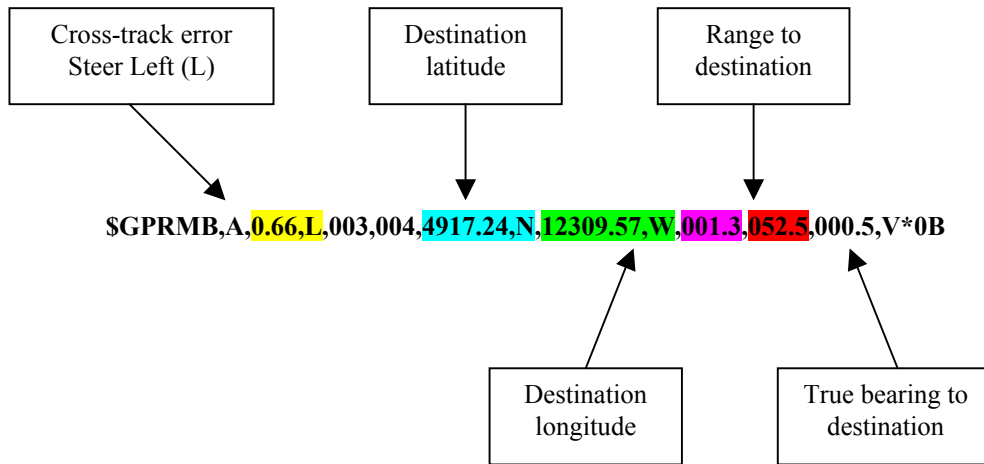 Cross-track error
Steer Left (L)
Destination
latitude
Range to
destination
$GPRMB,A,0.66,L,003,004,4917.24,N,12309.57,W,001.3,052.5,000.5,V*0B
Destination
longitude
True bearing to
destination